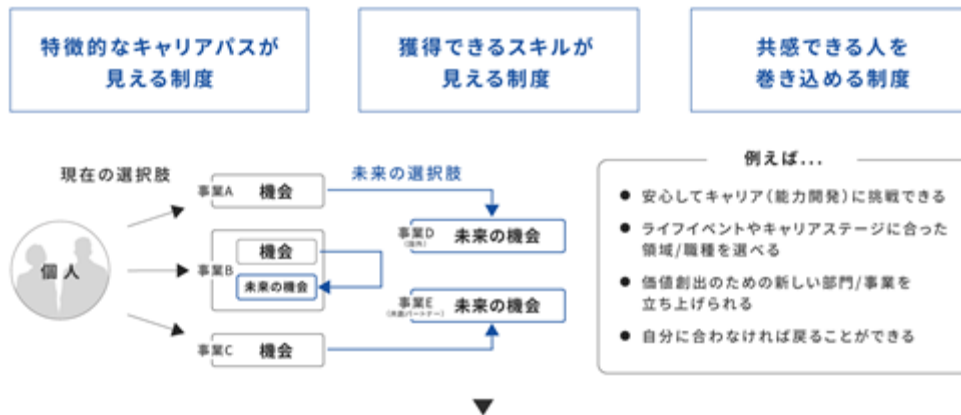 特徴的なキャリアパスが
見える制度
獲得できるスキルが
見える制度
共感できる人を
巻き込める制度
現在の選択肢
未来の選択肢
個人
事業A
機会
事業B
機会
未来の機会
事業C
機会
事業D
(海外)
未来の機会
事業E
未来の機会
例えば...
● 安心してキャリア(能力開発)に挑戦できる
● ライフイベントやキャリアステージに合った
領域/職種を選べる
● 価値創出のための新しい部門/事業を
立ち上げられる
● 自分に合わなければ戻ることができる